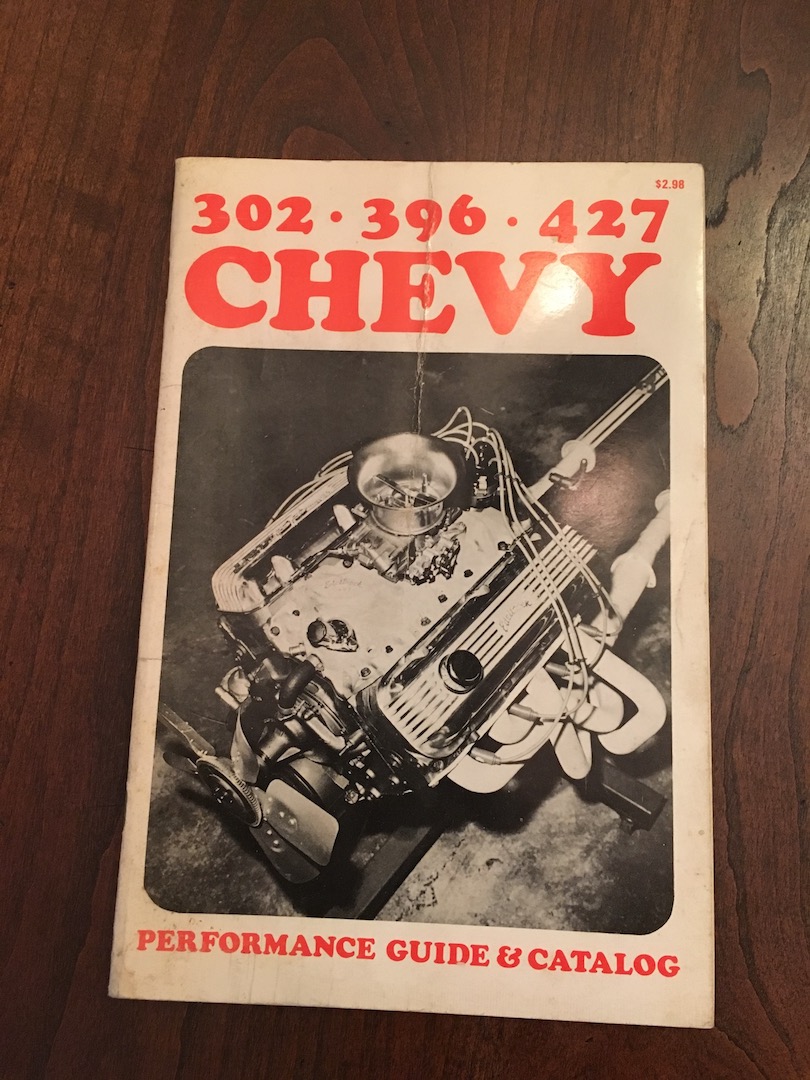 $2.98
302 · 396 · 427
CHEVY
PERFORMANCE GUIDE & CATALOG